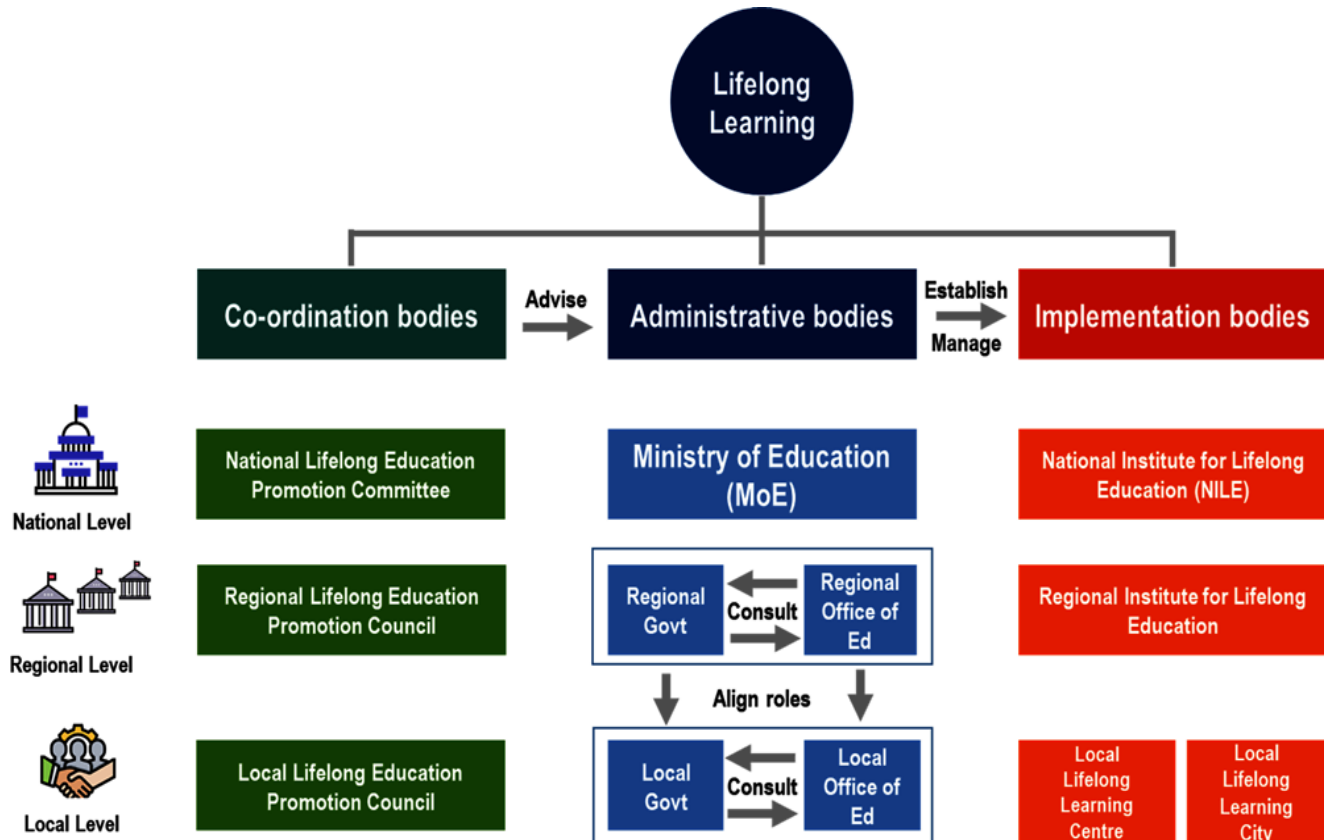 Lifelong
Learning
Co-ordination bodies
Advise
Administrative bodies
Establish
Manage
Implementation bodies
National Level
National Lifelong Education
Promotion Committee
Ministry of Education
(MoE)
National Institute for Lifelong
Education (NILE)
Regional Level
Regional Lifelong Education
Promotion Council
Regional
Govt
Consult
Regional
Office of
Ed
Regional Institute for Lifelong
Education
Align roles
Local Level
Local Lifelong Education
Promotion Council
Local
Govt
Consult
Local
Office of
Ed
Local
Lifelong
Learning
Centre
Local
Lifelong
Learning
City